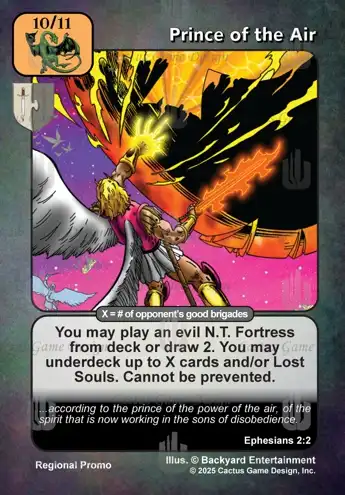 10/11
Prince of the Air
X = # of opponent's good brigades
You may play an evil N.T. Fortress
from deck or draw 2. You may
underdeck up to X cards and/or Lost
Souls. Cannot be prevented.
...according to the prince of the power of the air, of the
spirit that is now working in the sons of disobedience.
Ephesians 2:2
Regional Promo
Illus. © Backyard Entertainment
© 2025 Cactus Game Design, Inc.